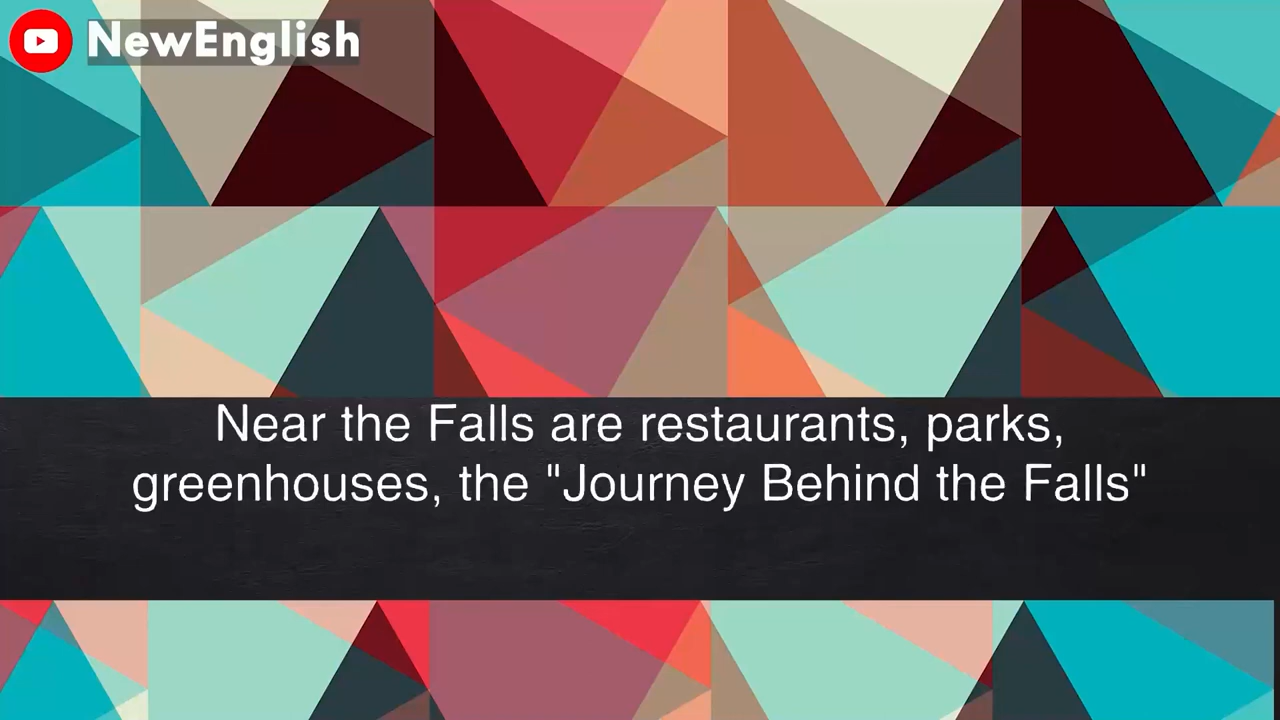 NewEnglish
Near the Falls are restaurants, parks,
greenhouses, the "Journey Behind the Falls"